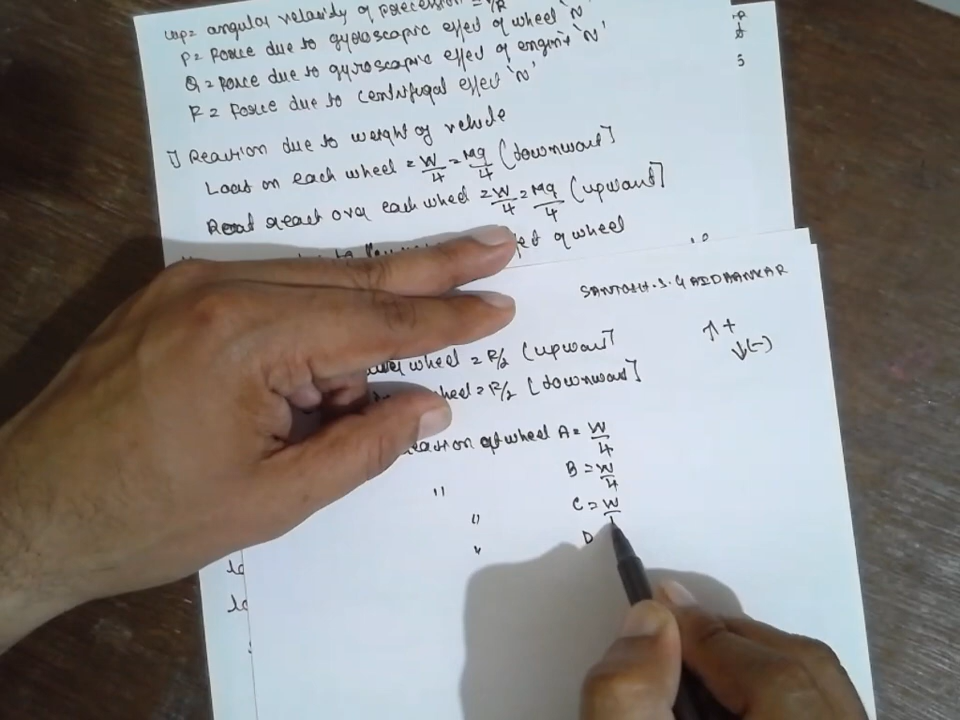 ωp = angular velocity of precession =
P = Force due to gyroscopic effect of wheel 'N'
Q = Force due to gyroscopic effect of engine 'N'
F = Force due to centrifugal effect 'N'
I] Reaction due to weight of vehicle
Load on each wheel = W/4 = Mg/4 (downward]
Road react over each wheel = W/4 = Mg/4 (upward]
of wheel
SANTOSH.S.GAIDHANKAR
↑ +
↓(-)
wheel = R/2 (upward]
wheel = R/2 [downward]
wheel A = W/4
" B = W/4
" C = W
" D